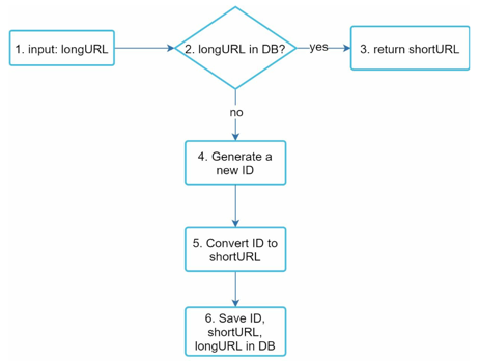 1. input: longURL
2. longURL in DB?
yes
3. return shortURL
no
4. Generate a
new ID
5. Convert ID to
shortURL
6. Save ID,
shortURL,
longURL in DB